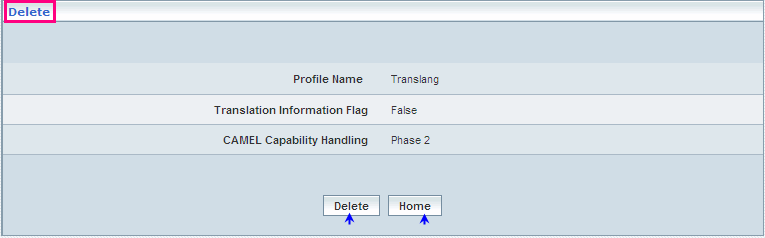 Delete
Profile Name Translang
Translation Information Flag False
CAMEL Capability Handling Phase 2
Delete Home